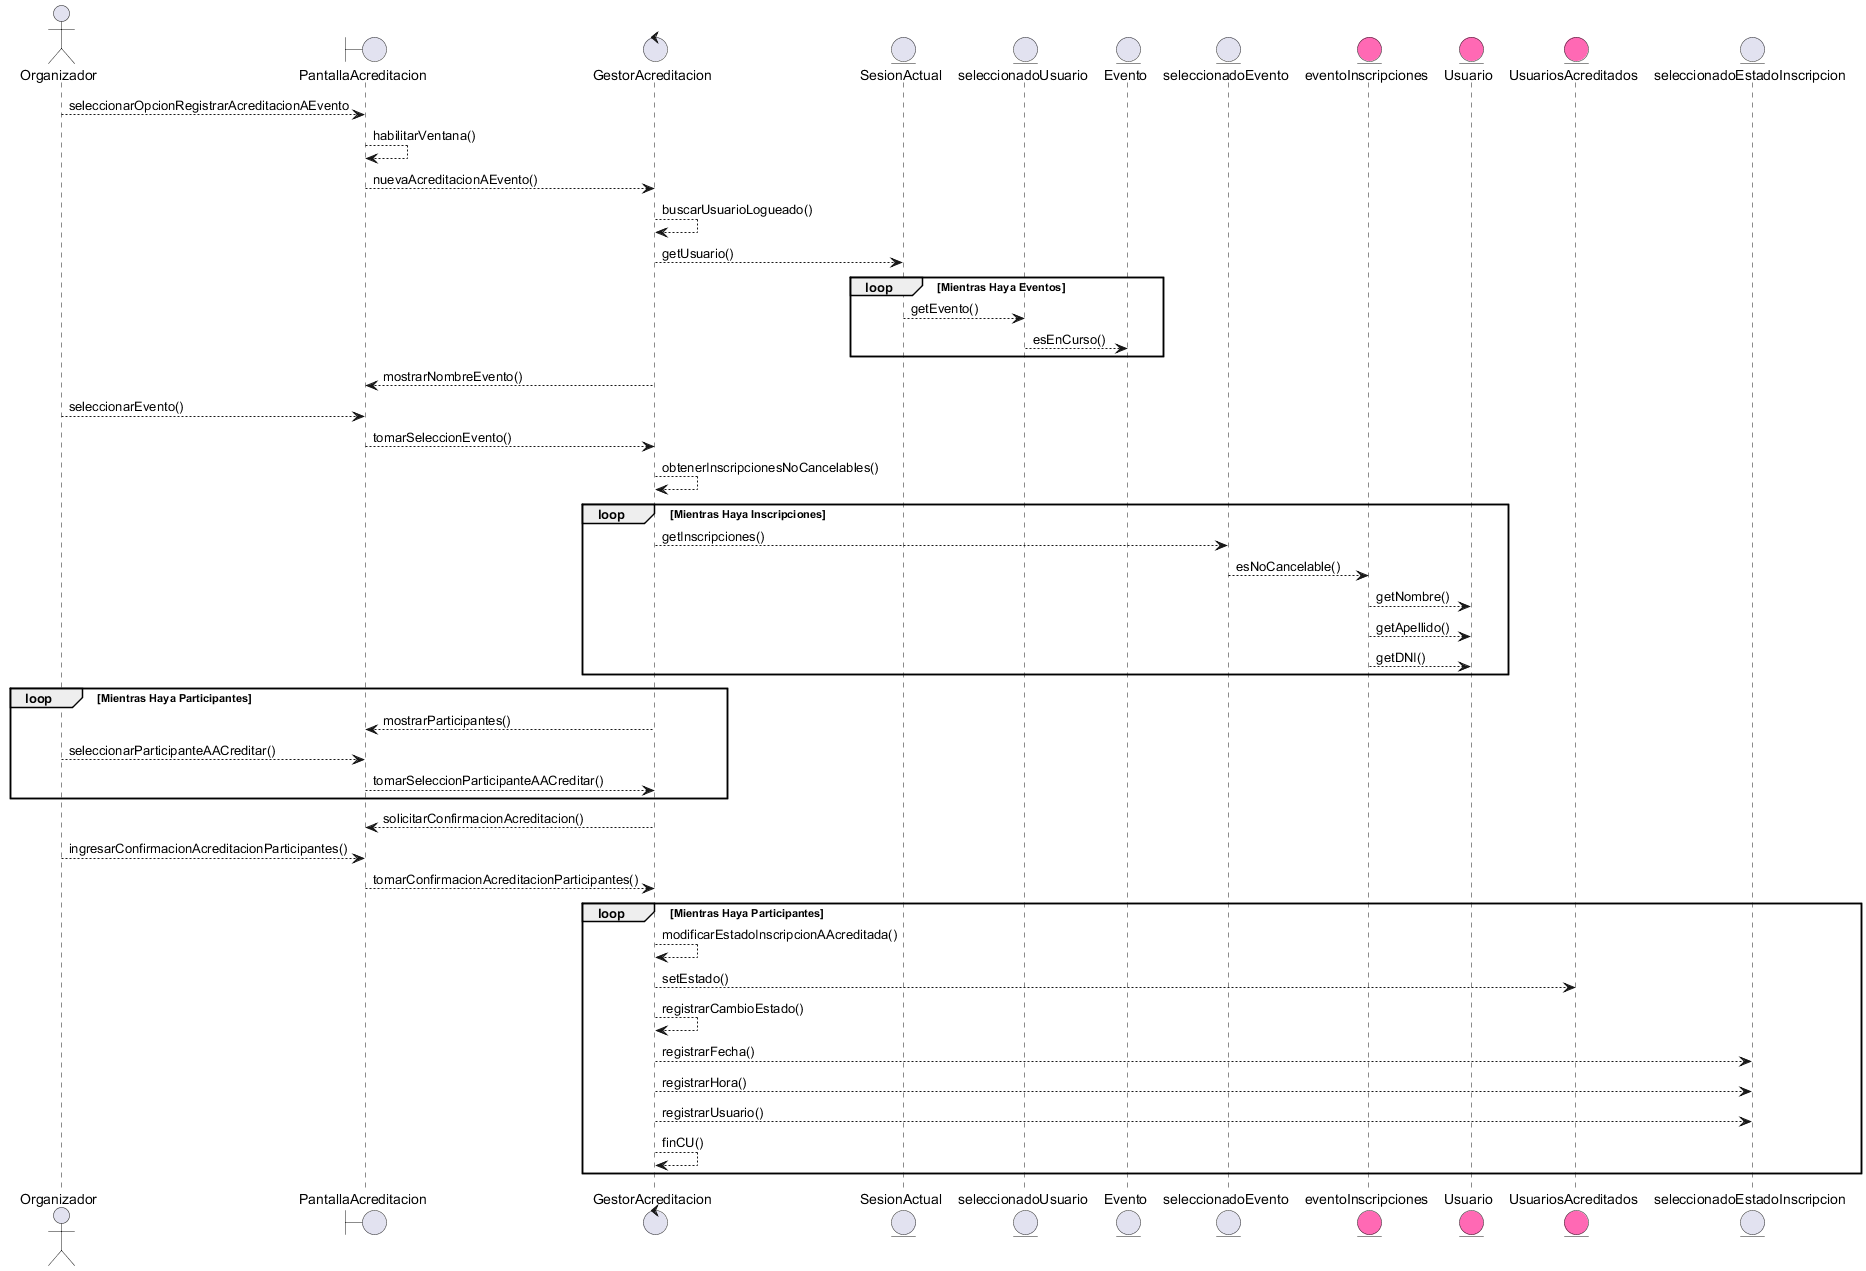 Organizador
PantallaAcreditacion
GestorAcreditacion
SesionActual
seleccionadoUsuario
Evento
seleccionadoEvento
eventoInscripciones
Usuario
UsuariosAcreditados
seleccionadoEstadoInscripcion
seleccionarOpcionRegistrarAcreditacionAEvento
habilitarVentana()
nuevaAcreditacionAEvento()
buscarUsuarioLogueado()
getUsuario()
loop [Mientras Haya Eventos]
getEvento()
esEnCurso()
mostrarNombreEvento()
seleccionarEvento()
tomarSeleccionEvento()
obtenerInscripcionesNoCancelables()
loop [Mientras Haya Inscripciones]
getInscripciones()
esNoCancelable()
getNombre()
getApellido()
getDNI()
loop [Mientras Haya Participantes]
mostrarParticipantes()
seleccionarParticipanteAACreditar()
tomarSeleccionParticipanteAACreditar()
solicitarConfirmacionAcreditacion()
ingresarConfirmacionAcreditacionParticipantes()
tomarConfirmacionAcreditacionParticipantes()
loop [Mientras Haya Participantes]
modificarEstadoInscripcionAAcreditada()
setEstado()
registrarCambioEstado()
registrarFecha()
registrarHora()
registrarUsuario()
finCU()
Organizador
PantallaAcreditacion
GestorAcreditacion
SesionActual
seleccionadoUsuario
Evento
seleccionadoEvento
eventoInscripciones
Usuario
UsuariosAcreditados
seleccionadoEstadoInscripcion